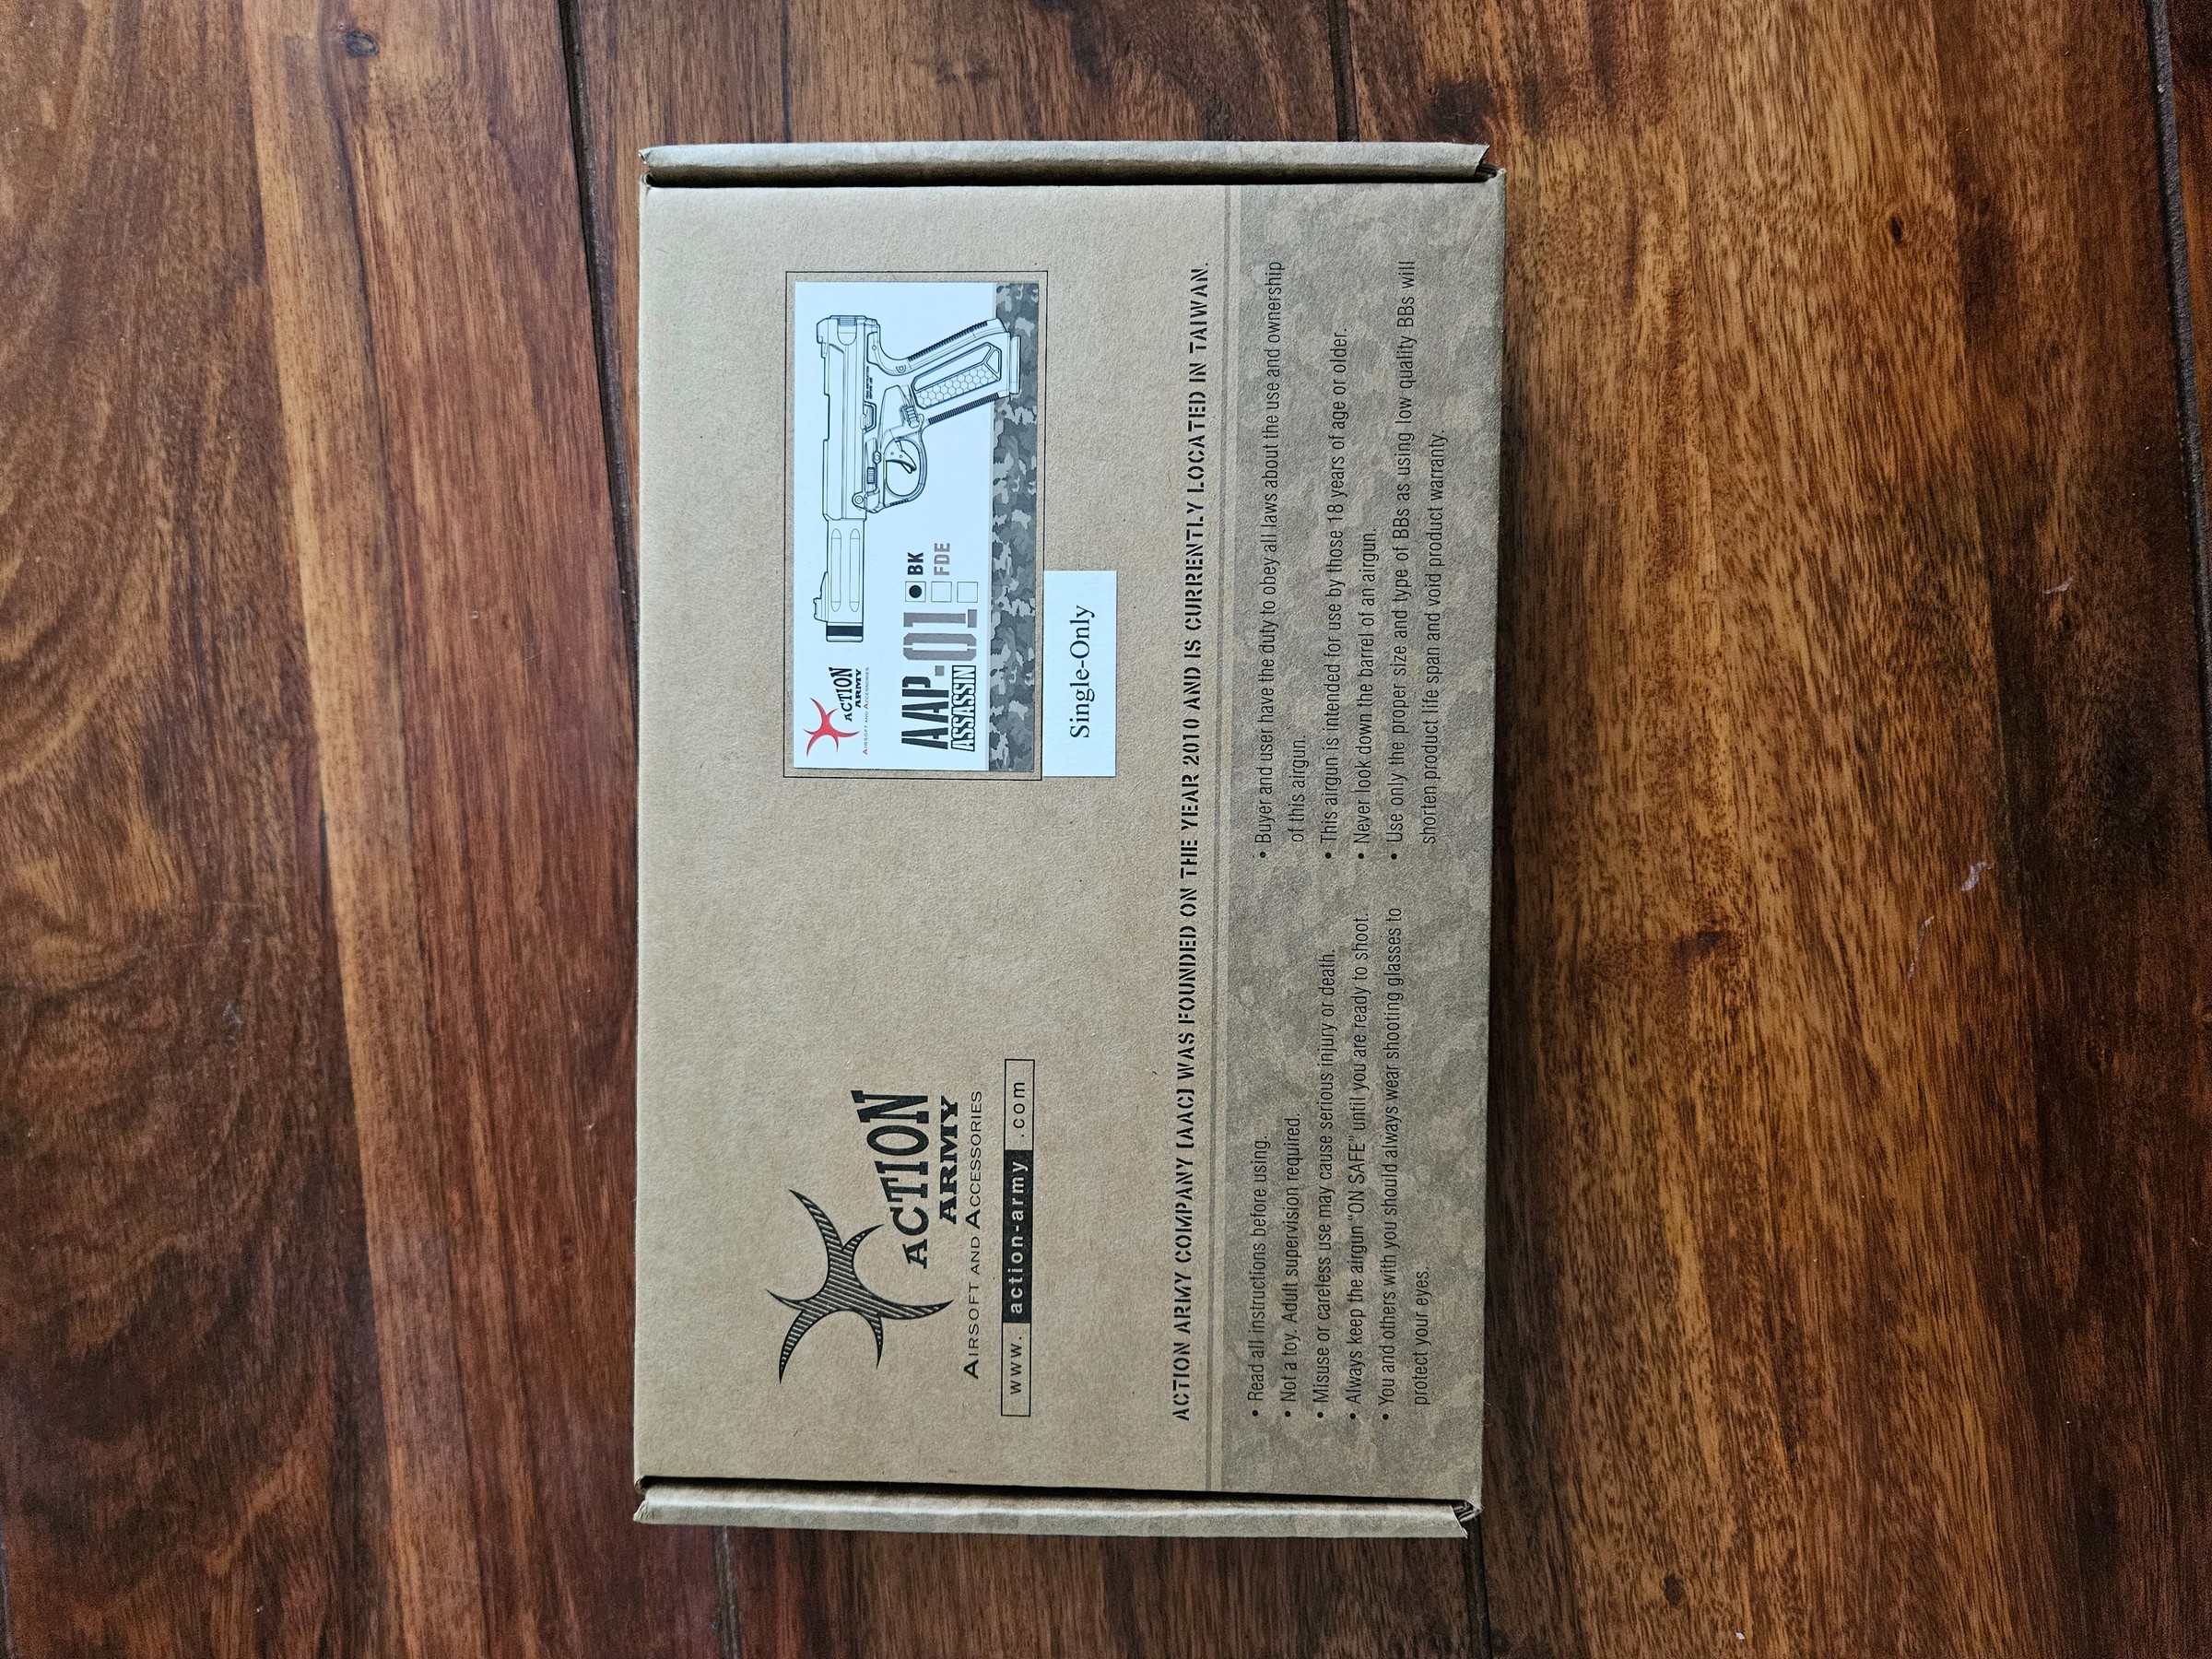 ACTION
ARMY
AIRSOFT AND ACCESSORIES
www. action-army .com
ACTION
ARMY
AIRSOFT AND ACCESSORIES
AAP-01
ASSASSIN
BK
FDE
Single-Only
ACTION ARMY COMPANY [AAC] WAS FOUNDED ON THE YEAR 2010 AND IS CURRENTLY LOCATED IN TAIWAN.
• Read all instructions before using.
• Not a toy. Adult supervision required.
• Misuse or careless use may cause serious injury or death.
• Always keep the airgun "ON SAFE" until you are ready to shoot.
• You and others with you should always wear shooting glasses to
protect your eyes.
• Buyer and user have the duty to obey all laws about the use and ownership
of this airgun.
• This airgun is intended for use by those 18 years of age or older.
• Never look down the barrel of an airgun.
• Use only the proper size and type of BBs as using low quality BBs will
shorten product life span and void product warranty.